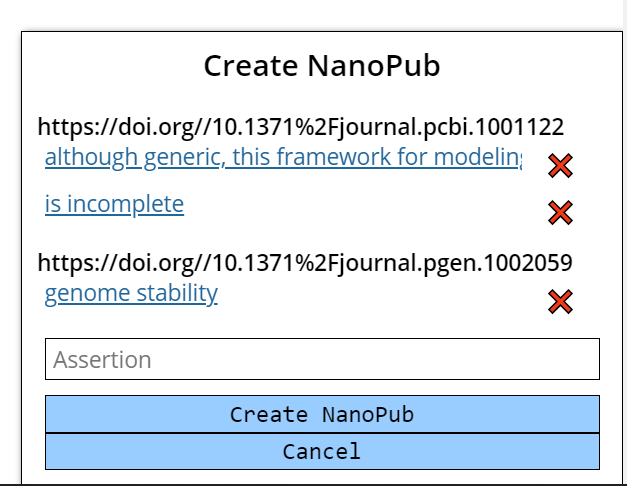 Create NanoPub
https://doi.org//10.1371%2Fjournal.pcbi.1001122
although generic, this framework for modeling
is incomplete
https://doi.org//10.1371%2Fjournal.pgen.1002059
genome stability
Assertion
Create NanoPub
Cancel